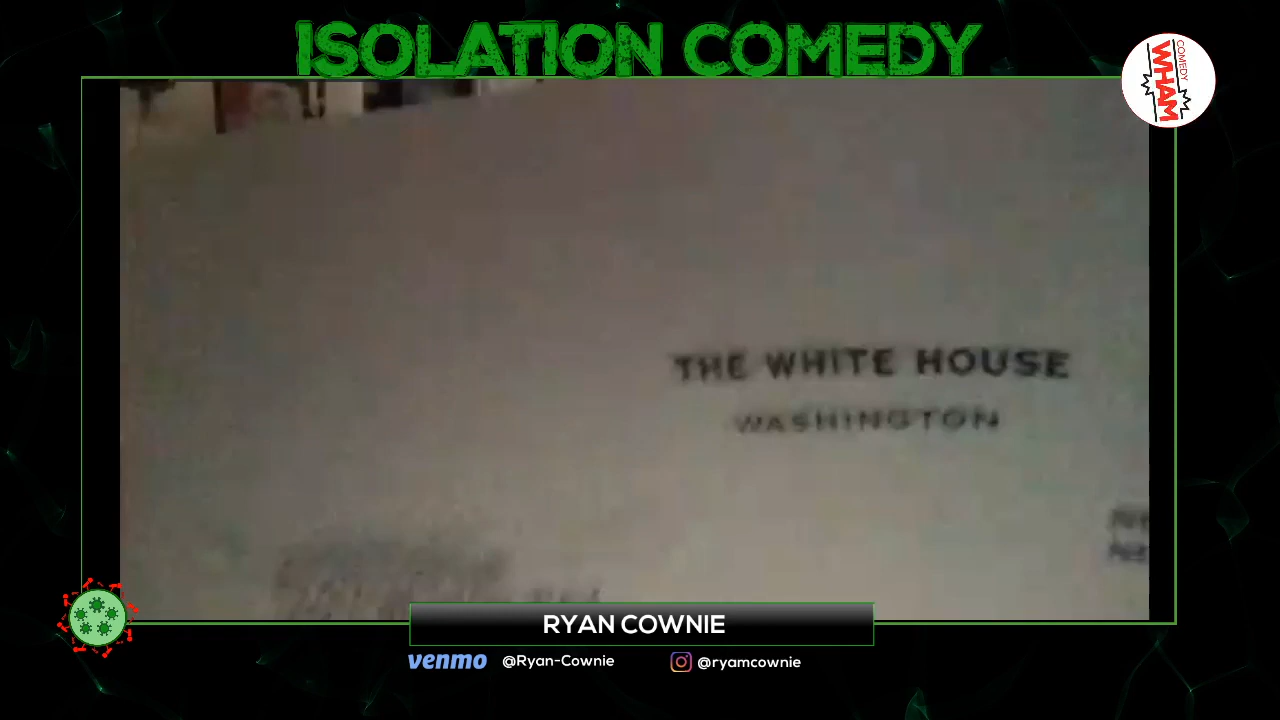 ISOLATION COMEDY
COMEDY
WHAM
THE WHITE HOUSE
WASHINGTON
RYAN COWNIE
venmo @Ryan-Cownie @ryamcownie